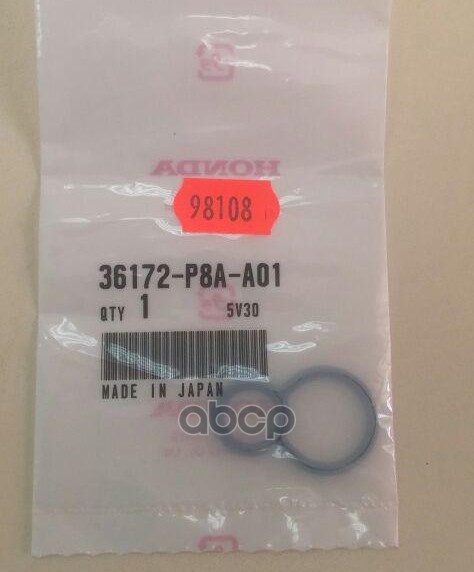 HONDA
98108
36172-P8A-A01
QTY 1 5V30
MADE IN JAPAN
abcp